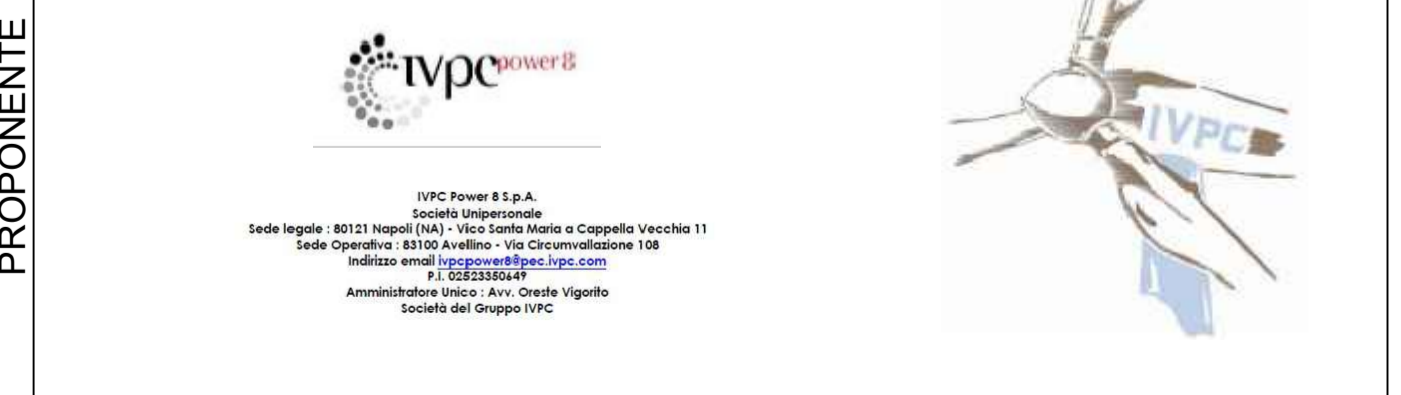 PROPONENTE
ivpc power 8
IVPC Power 8 S.p.A.
Società Unipersonale
Sede legale : 80121 Napoli (NA) - Vico Santa Maria a Cappella Vecchia 11
Sede Operativa : 83100 Avellino - Via Circumvallazione 108
Indirizzo email ivpcpower8@pec.ivpc.com
P.I. 02523350649
Amministratore Unico : Avv. Oreste Vigorito
Società del Gruppo IVPC
IVPC